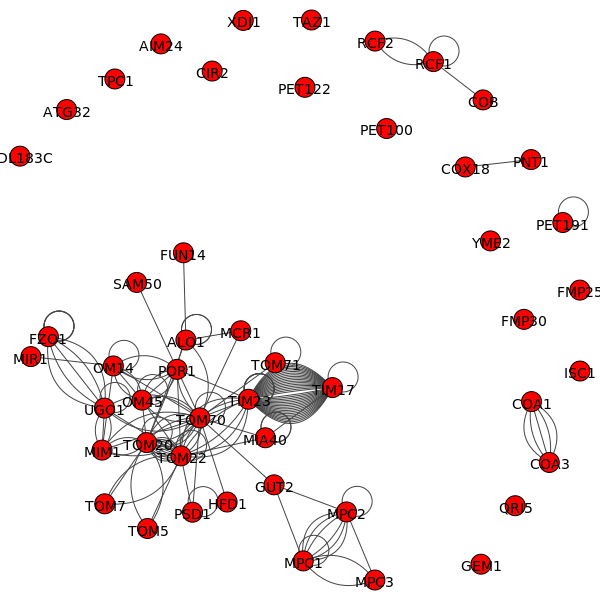 XDJ1
TAZ1
AIM24
RCF2
RCF1
CIR2
TPC1
PET122
COB
ATG32
PET100
DL183C
COX18
PNT1
PET191
YME2
FUN14
SAM50
FMP25
FMP30
MCR1
FZO1
ALO1
MIR1
OM14
POR1
TOM71
ISC1
TIM17
UGO1
OM45
TIM23
COA1
TOM70
MIM1
TOM20
TOM22
MIA40
COA3
GUT2
TOM7
PSD1
HFD1
MPC2
QRI5
TOM5
MPC1
GEM1
MPC3